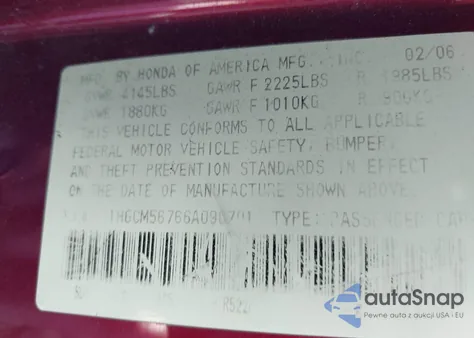 MFD. BY HONDA OF AMERICA MFG., INC. 02/06
GVWR 4145LBS GAWR F 2225LBS R 1985LBS
GVWR 1880KG GAWR F 1010KG R 900KG
THIS VEHICLE CONFORMS TO ALL APPLICABLE
FEDERAL MOTOR VEHICLE SAFETY, BUMPER,
AND THEFT PREVENTION STANDARDS IN EFFECT
ON THE DATE OF MANUFACTURE SHOWN ABOVE.
TYPE: PASSENGER CAR
autoSnap
Pewne auta z aukcji USA i EU